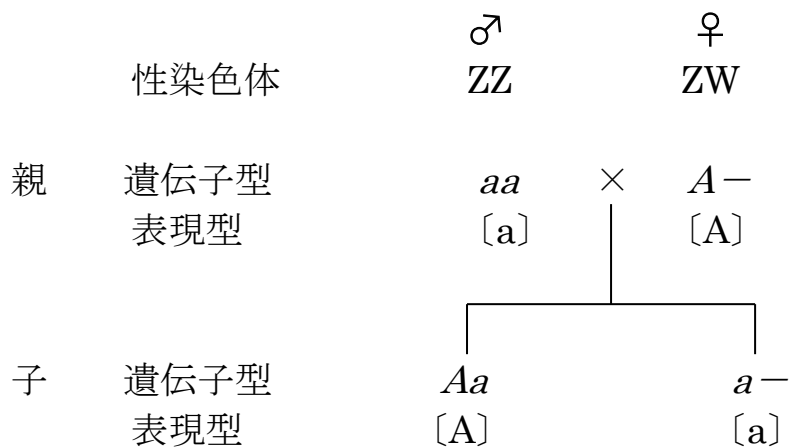 ♂ ♀
性染色体 ZZ ZW
親 遺伝子型 aa × A−
表現型 〔a〕 〔A〕
子 遺伝子型 Aa a−
表現型 〔A〕 〔a〕